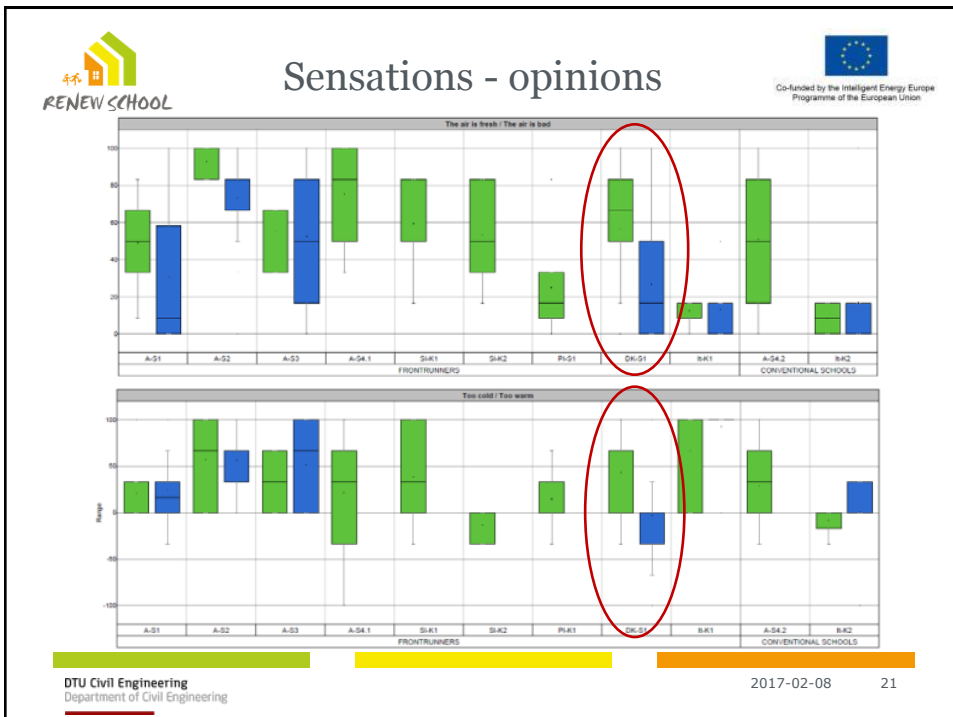 RENEW SCHOOL
Sensations - opinions
Co-funded by the Intelligent Energy Europe
Programme of the European Union
The air is fresh / The air is bad
100
80
60
40
20
0
A-S1 A-S2 A-S3 A-S4.1 SI-K1 SI-K2 PI-S1 DK-S1 It-K1 A-S4.2 It-K2
FRONTRUNNERS CONVENTIONAL SCHOOLS
Too cold / Too warm
Range
100
50
0
-50
-100
A-S1 A-S2 A-S3 A-S4.1 SI-K1 SI-K2 PI-K1 DK-S1 It-K1 A-S4.2 It-K2
FRONTRUNNERS CONVENTIONAL SCHOOLS
DTU Civil Engineering
Department of Civil Engineering
2017-02-08 21